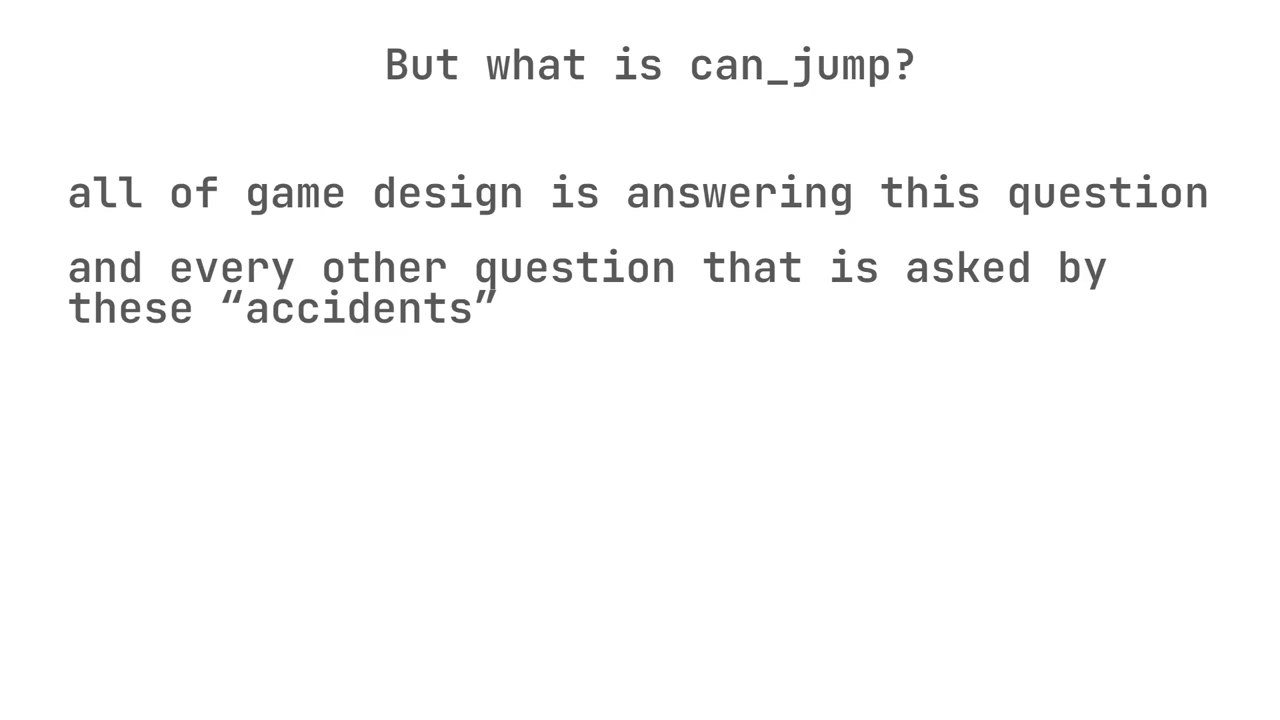 But what is can_jump?
all of game design is answering this question
and every other question that is asked by
these “accidents”